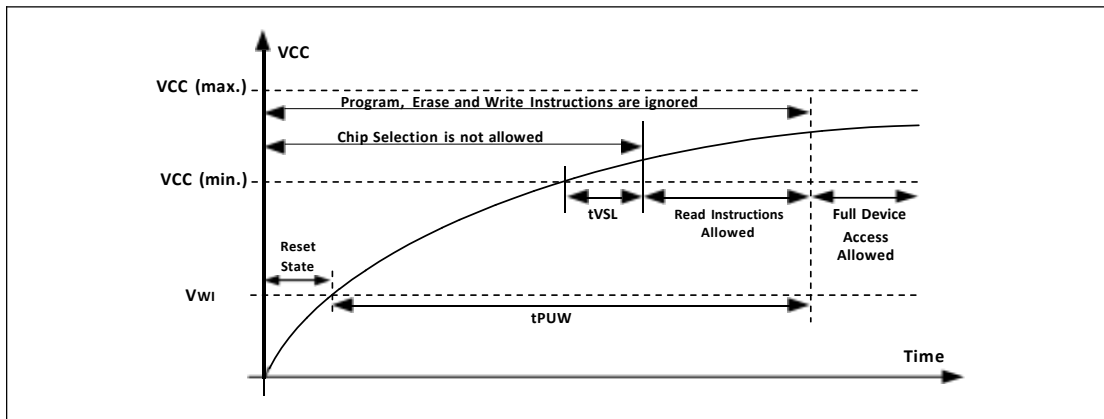 VCC
VCC (max.)
Program, Erase and Write Instructions are ignored
Chip Selection is not allowed
VCC (min.)
tVSL
Read Instructions
Allowed
Full Device
Access
Allowed
Reset
State
VWI
tPUW
Time